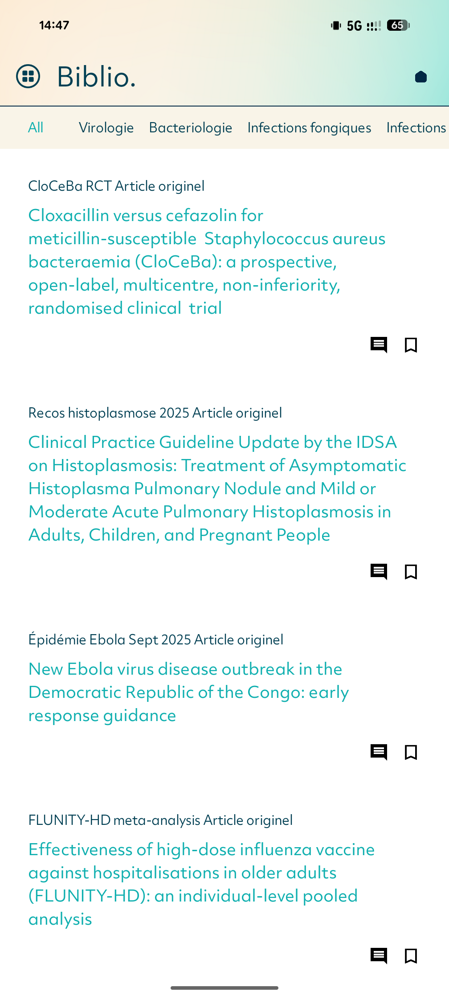 14:47
5G
65
Biblio.
All Virologie Bacteriologie Infections fongiques Infections
CloCeBa RCT Article originel
Cloxacillin versus cefazolin for
meticillin-susceptible Staphylococcus aureus
bacteraemia (CloCeBa): a prospective,
open-label, multicentre, non-inferiority,
randomised clinical trial
Recos histoplasmose 2025 Article originel
Clinical Practice Guideline Update by the IDSA
on Histoplasmosis: Treatment of Asymptomatic
Histoplasma Pulmonary Nodule and Mild or
Moderate Acute Pulmonary Histoplasmosis in
Adults, Children, and Pregnant People
Épidémie Ebola Sept 2025 Article originel
New Ebola virus disease outbreak in the
Democratic Republic of the Congo: early
response guidance
FLUNITY-HD meta-analysis Article originel
Effectiveness of high-dose influenza vaccine
against hospitalisations in older adults
(FLUNITY-HD): an individual-level pooled
analysis